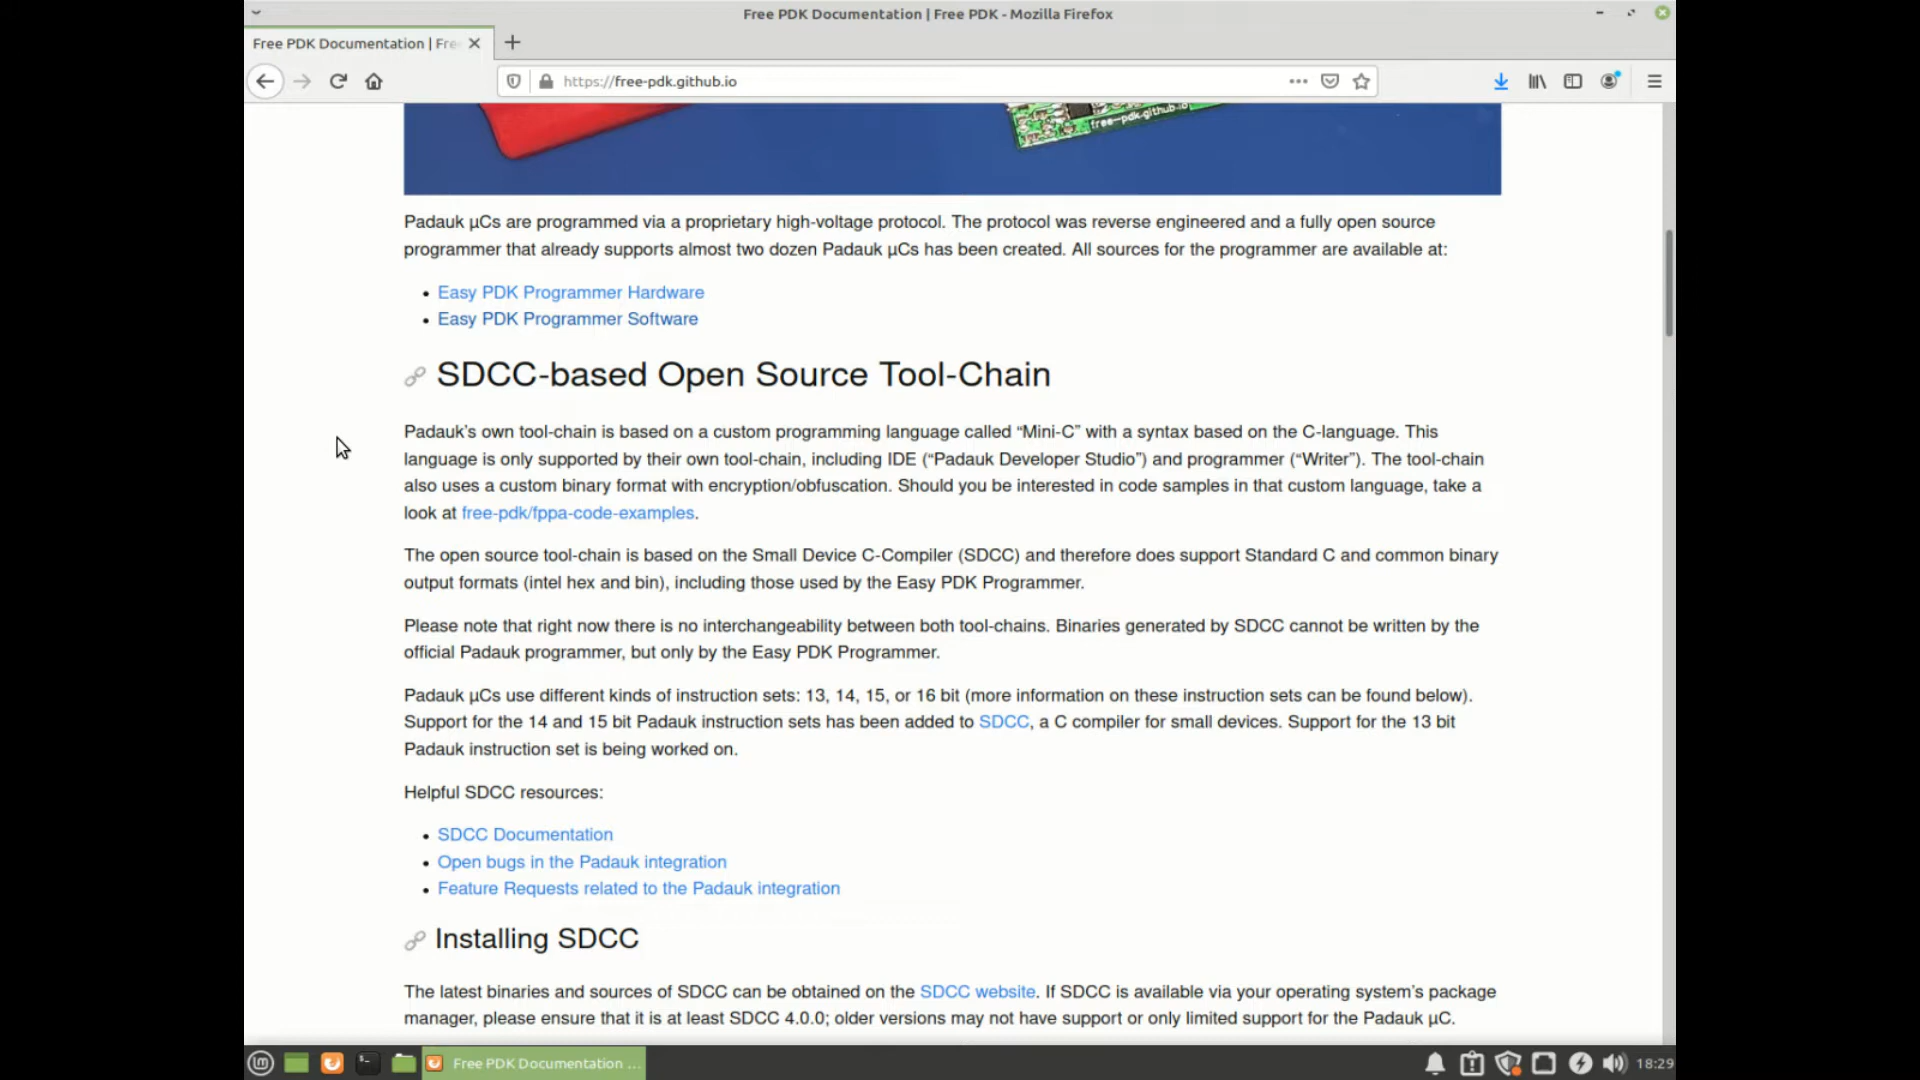 Free PDK Documentation | Free PDK - Mozilla Firefox
Free PDK Documentation | Free
https://free-pdk.github.io
free-pdk.github.io
Padauk µCs are programmed via a proprietary high-voltage protocol. The protocol was reverse engineered and a fully open source
programmer that already supports almost two dozen Padauk µCs has been created. All sources for the programmer are available at:
• Easy PDK Programmer Hardware
• Easy PDK Programmer Software
SDCC-based Open Source Tool-Chain
Padauk’s own tool-chain is based on a custom programming language called “Mini-C” with a syntax based on the C-language. This
language is only supported by their own tool-chain, including IDE (“Padauk Developer Studio”) and programmer (“Writer”). The tool-chain
also uses a custom binary format with encryption/obfuscation. Should you be interested in code samples in that custom language, take a
look at free-pdk/fppa-code-examples.
The open source tool-chain is based on the Small Device C-Compiler (SDCC) and therefore does support Standard C and common binary
output formats (intel hex and bin), including those used by the Easy PDK Programmer.
Please note that right now there is no interchangeability between both tool-chains. Binaries generated by SDCC cannot be written by the
official Padauk programmer, but only by the Easy PDK Programmer.
Padauk µCs use different kinds of instruction sets: 13, 14, 15, or 16 bit (more information on these instruction sets can be found below).
Support for the 14 and 15 bit Padauk instruction sets has been added to SDCC, a C compiler for small devices. Support for the 13 bit
Padauk instruction set is being worked on.
Helpful SDCC resources:
• SDCC Documentation
• Open bugs in the Padauk integration
• Feature Requests related to the Padauk integration
Installing SDCC
The latest binaries and sources of SDCC can be obtained on the SDCC website. If SDCC is available via your operating system’s package
manager, please ensure that it is at least SDCC 4.0.0; older versions may not have support or only limited support for the Padauk µC.
Free PDK Documentation ...
18:29